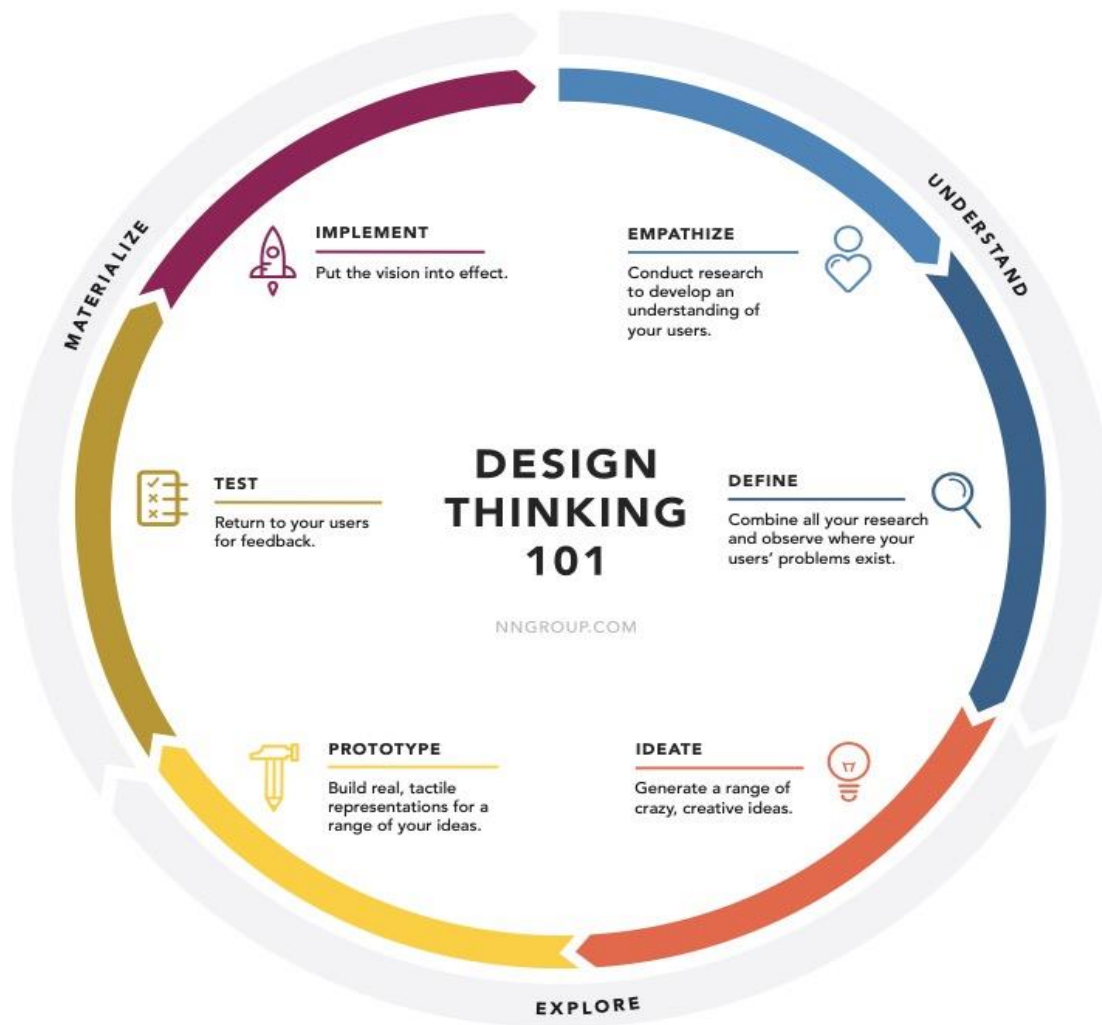 UNDERSTAND
EMPATHIZE
Conduct research
to develop an
understanding of
your users.
DEFINE
Combine all your research
and observe where your
users’ problems exist.
EXPLORE
IDEATE
Generate a range of
crazy, creative ideas.
PROTOTYPE
Build real, tactile
representations for a
range of your ideas.
MATERIALIZE
TEST
Return to your users
for feedback.
IMPLEMENT
Put the vision into effect.
DESIGN
THINKING
101
NNGROUP.COM